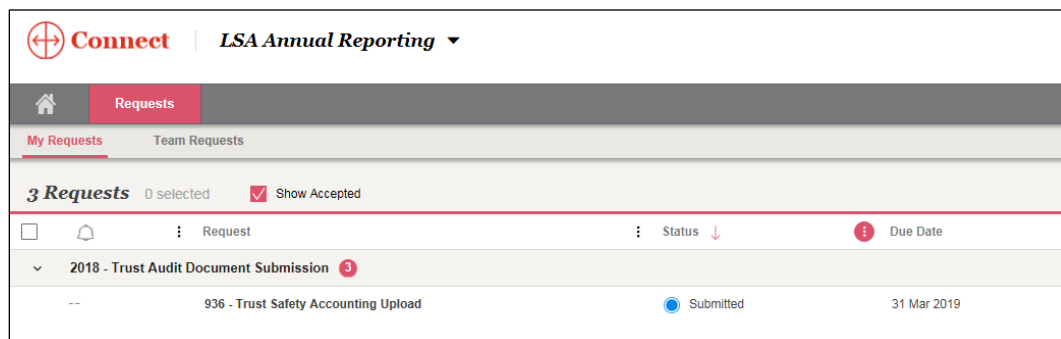 Connect LSA Annual Reporting
Requests
My Requests Team Requests
3 Requests 0 selected Show Accepted
Request Status Due Date
2018 - Trust Audit Document Submission 3
-- 936 - Trust Safety Accounting Upload Submitted 31 Mar 2019